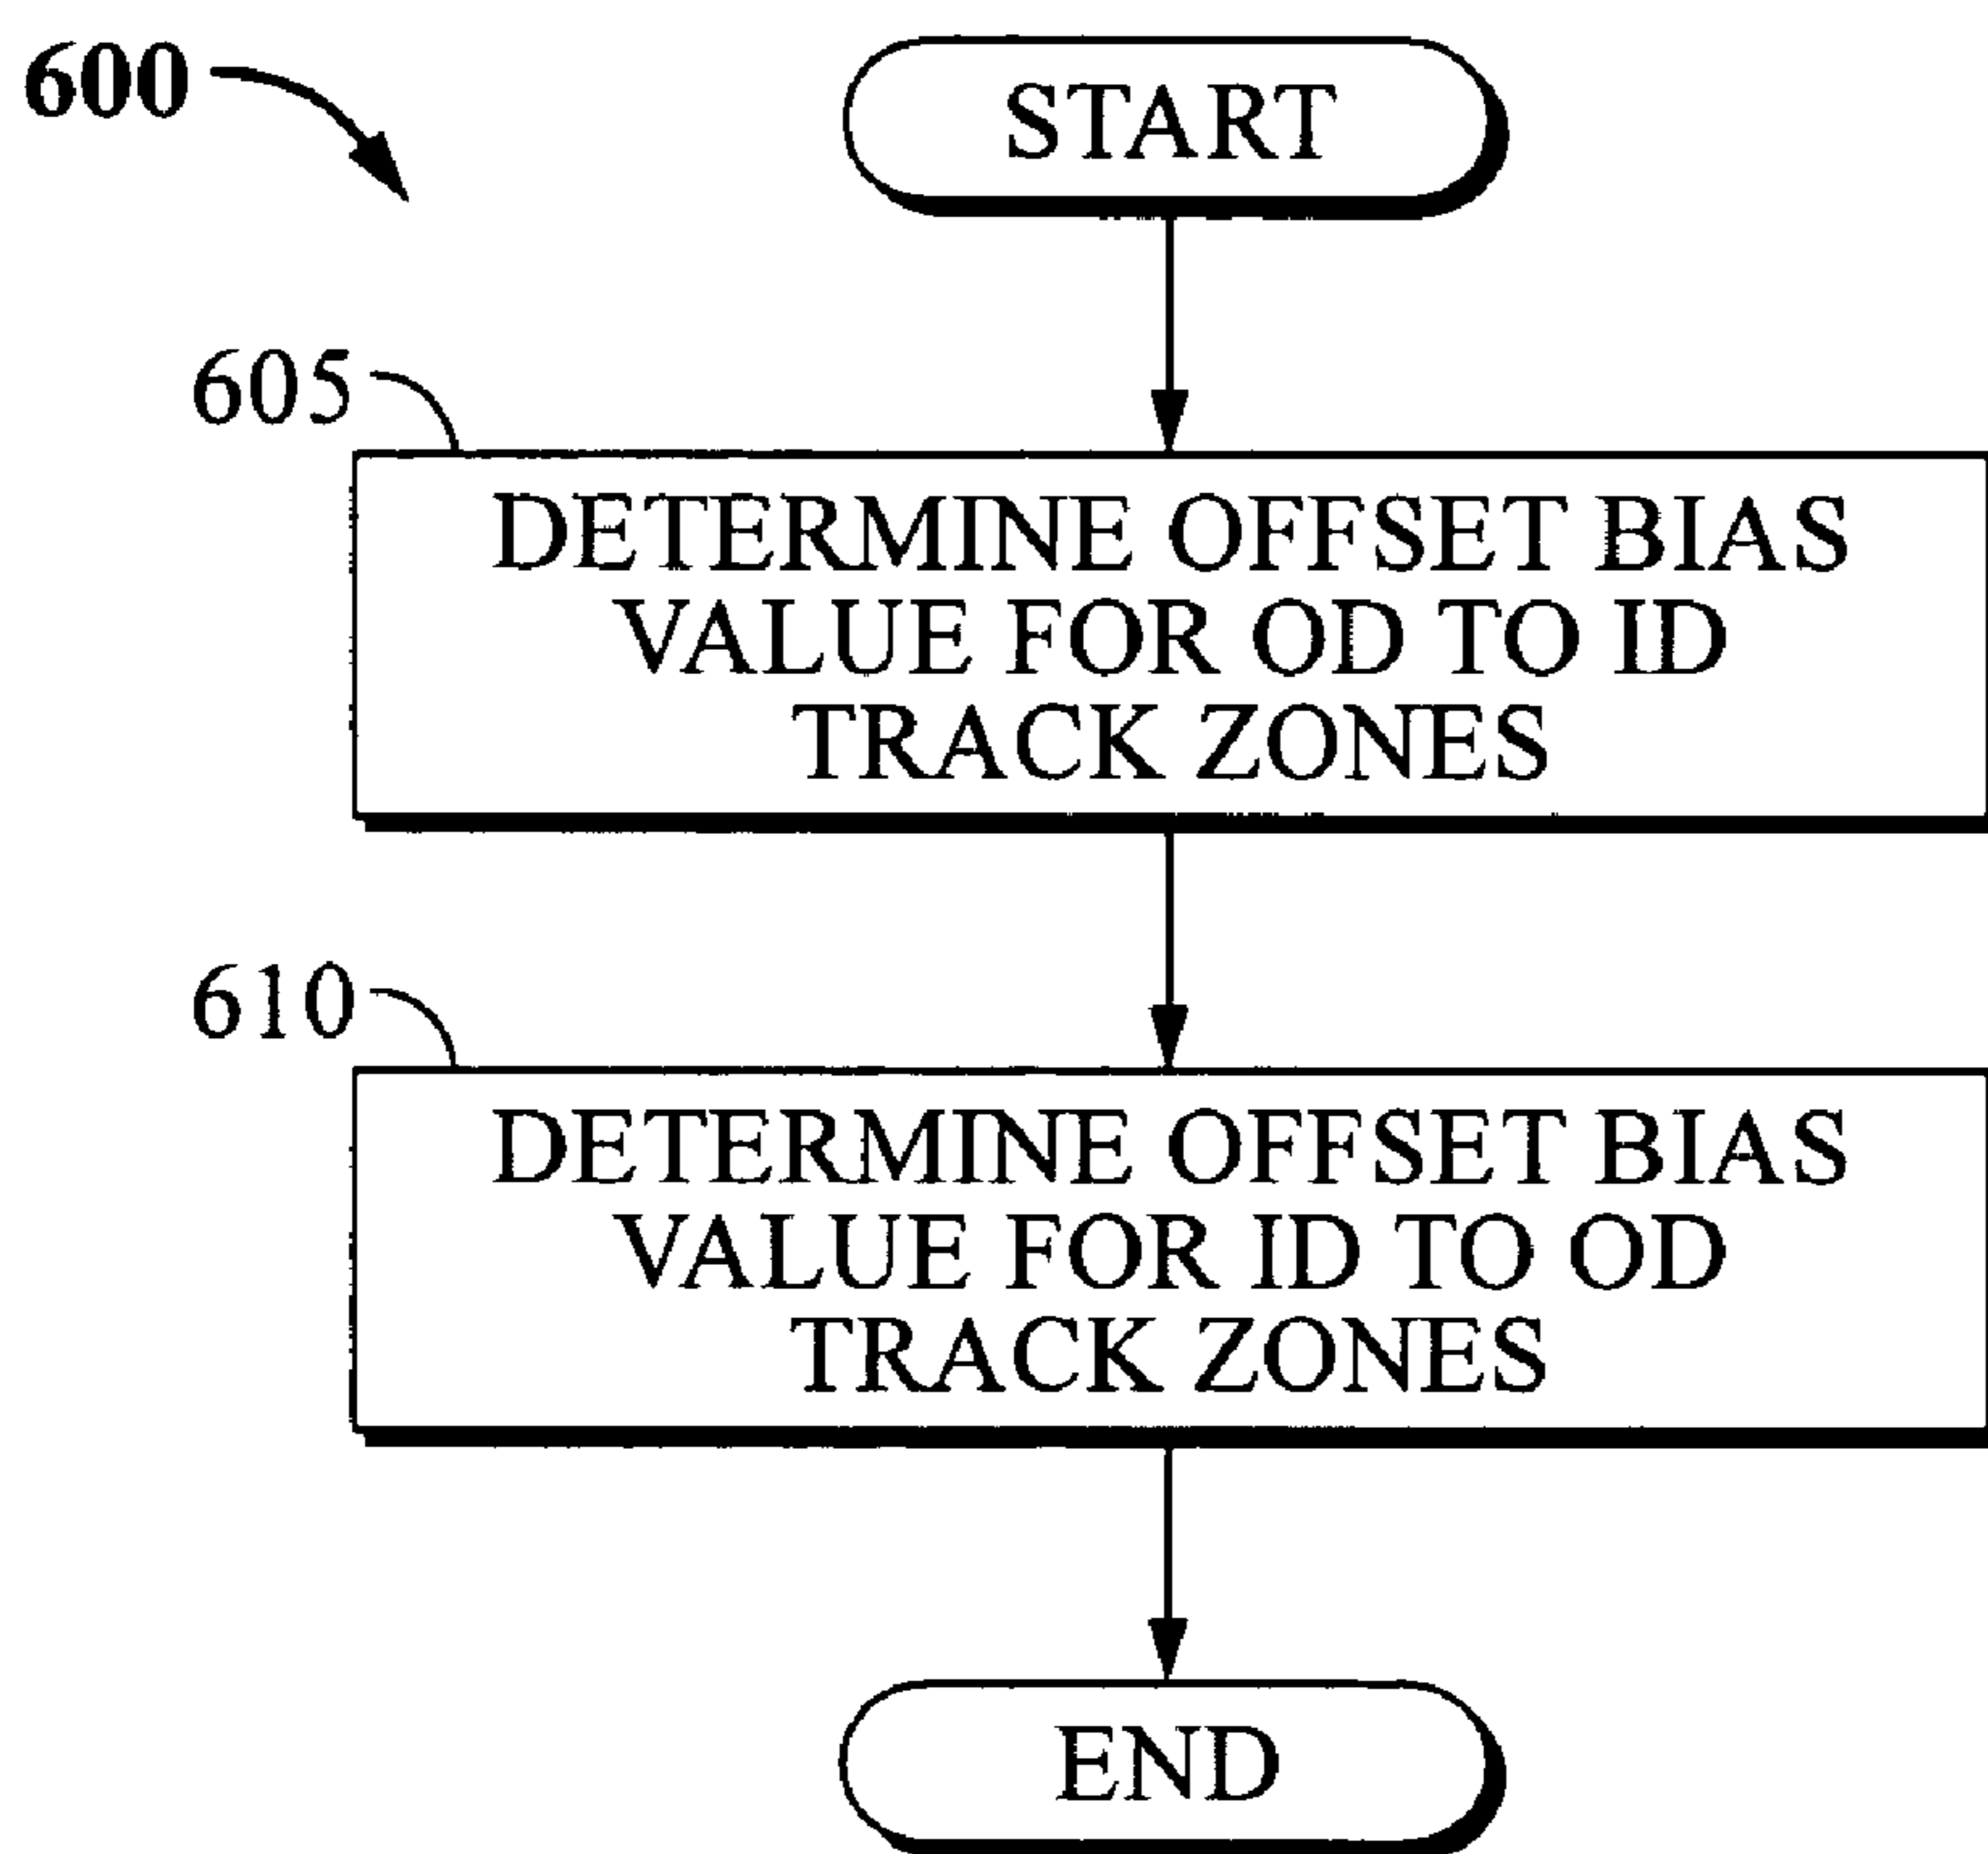 600
START
605
DETERMINE OFFSET BIAS
VALUE FOR OD TO ID
TRACK ZONES
610
DETERMINE OFFSET BIAS
VALUE FOR ID TO OD
TRACK ZONES
END